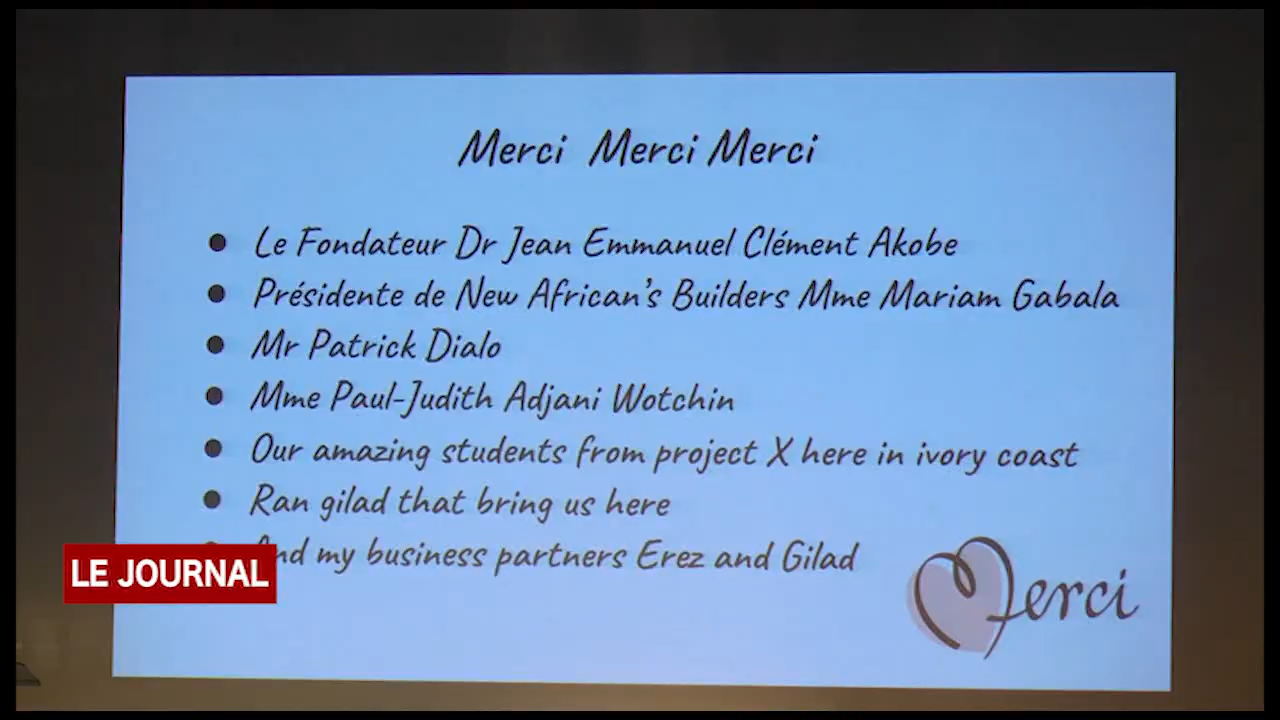 Merci Merci Merci
Le Fondateur Dr Jean Emmanuel Clément Akobe
Présidente de New African's Builders Mme Mariam Gabala
Mr Patrick Dialo
Mme Paul-Judith Adjani Wotchin
Our amazing students from project X here in ivory coast
Ran gilad that bring us here
And my business partners Erez and Gilad
LE JOURNAL
Merci